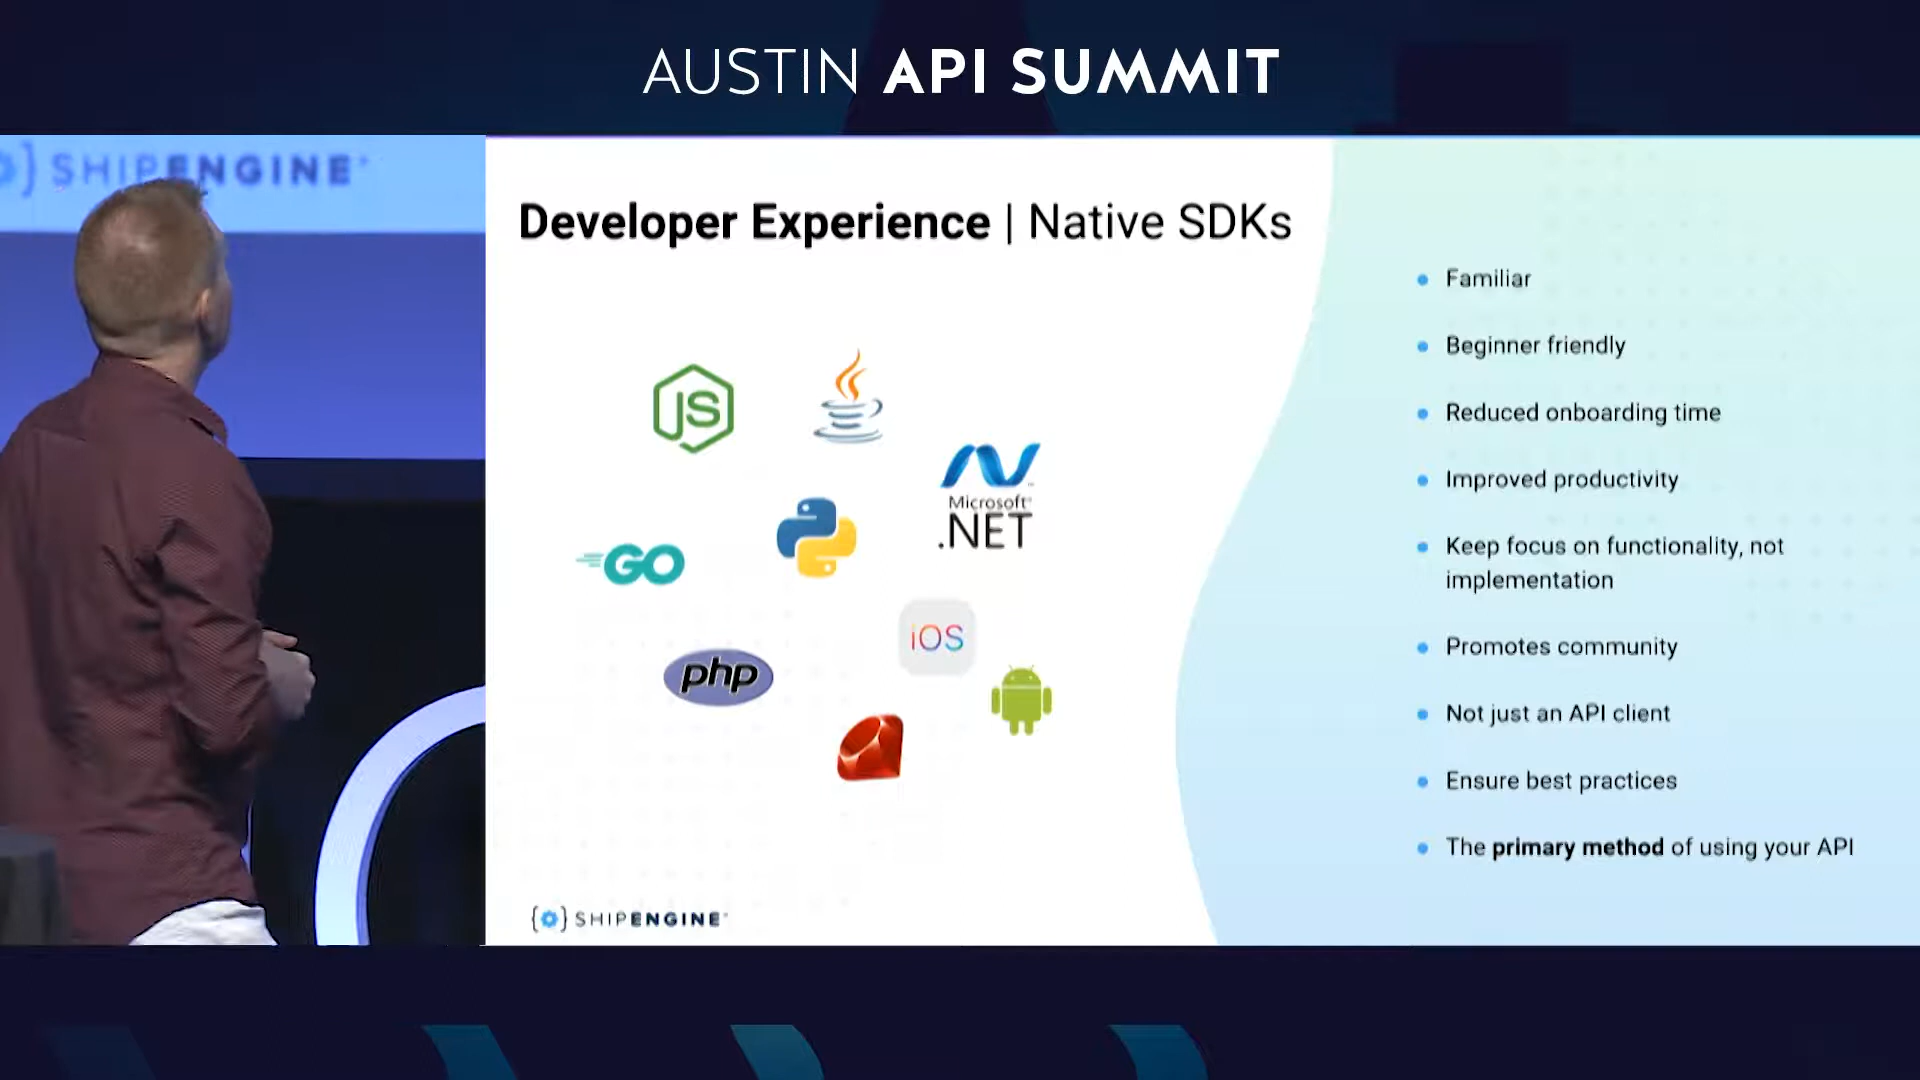 AUSTIN API SUMMIT
SHIPENGINE
Developer Experience | Native SDKs
JS
Microsoft
.NET
GO
iOS
php
Familiar
Beginner friendly
Reduced onboarding time
Improved productivity
Keep focus on functionality, not
implementation
Promotes community
Not just an API client
Ensure best practices
The primary method of using your API
{ } SHIPENGINE